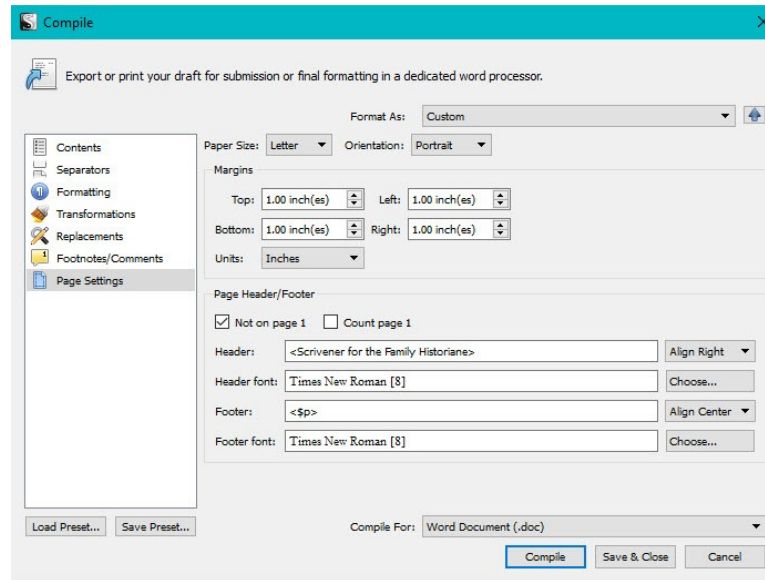 Compile
Export or print your draft for submission or final formatting in a dedicated word processor.
Format As: Custom
Contents
Separators
Formatting
Transformations
Replacements
Footnotes/Comments
Page Settings
Paper Size: Letter Orientation: Portrait
Margins
Top: 1.00 inch(es) Left: 1.00 inch(es)
Bottom: 1.00 inch(es) Right: 1.00 inch(es)
Units: Inches
Page Header/Footer
Not on page 1 Count page 1
Header: <Scrivener for the Family Historiane> Align Right
Header font: Times New Roman [8] Choose...
Footer: <$p> Align Center
Footer font: Times New Roman [8] Choose...
Load Preset... Save Preset... Compile For: Word Document (.doc)
Compile Save & Close Cancel